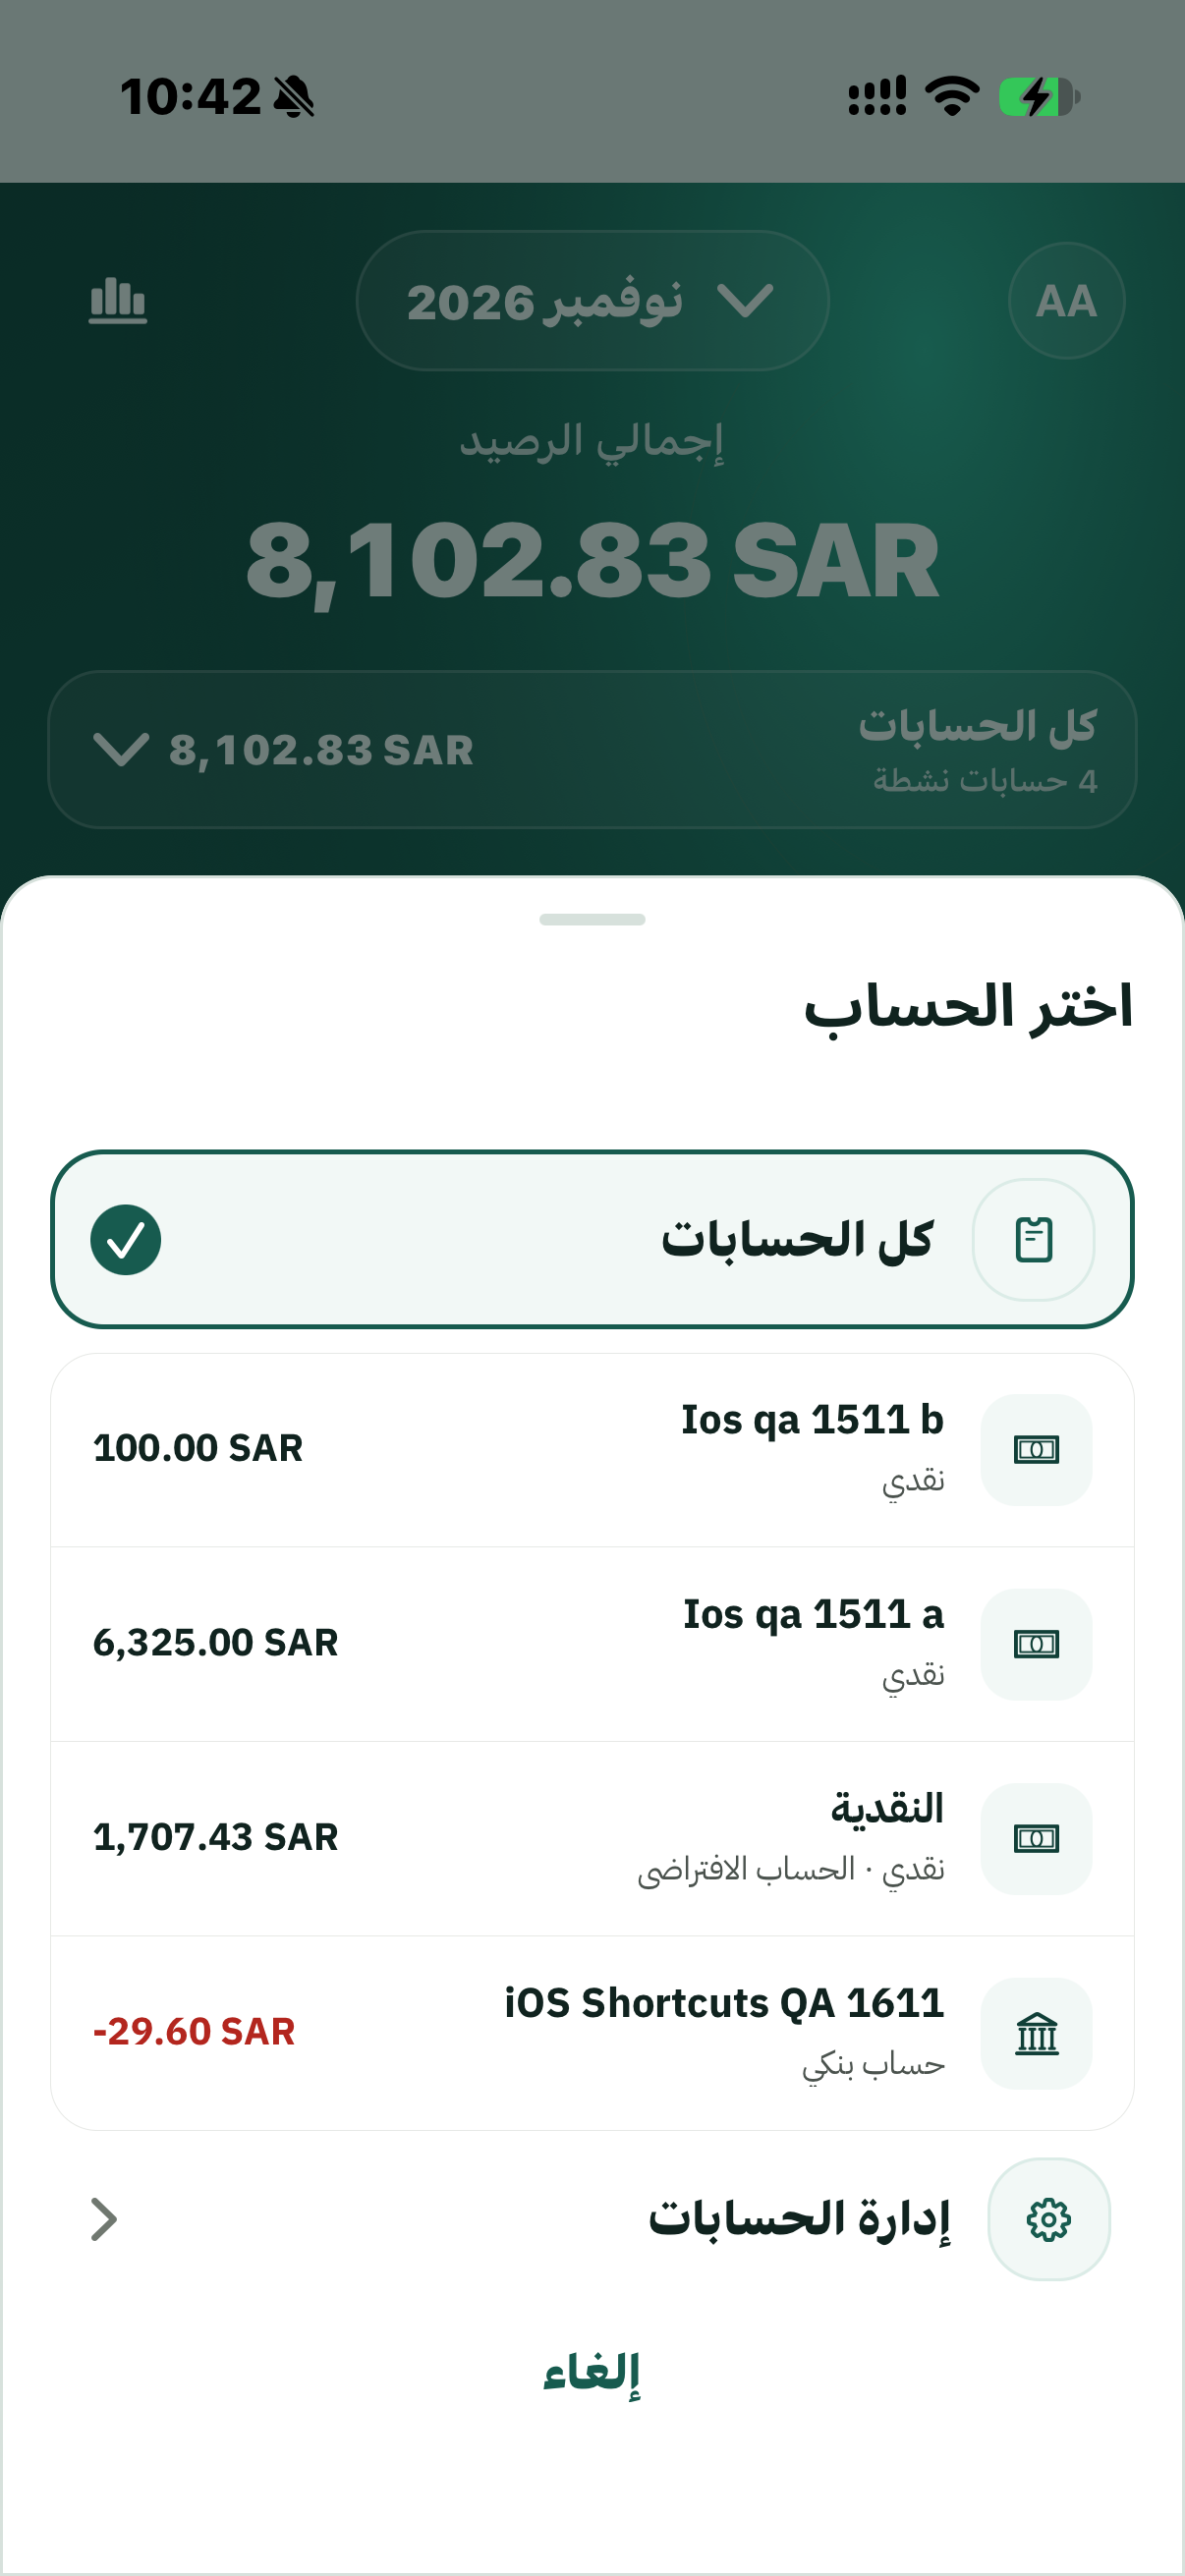 10:42
AA
نوفمبر 2026
إجمالي الرصيد
8,102.83 SAR
كل الحسابات
4 حسابات نشطة
8,102.83 SAR
اختر الحساب
كل الحسابات
Ios qa 1511 b
نقدي
100.00 SAR
Ios qa 1511 a
نقدي
6,325.00 SAR
النقدية
نقدي · الحساب الافتراضي
1,707.43 SAR
iOS Shortcuts QA 1611
حساب بنكي
-29.60 SAR
إدارة الحسابات
إلغاء